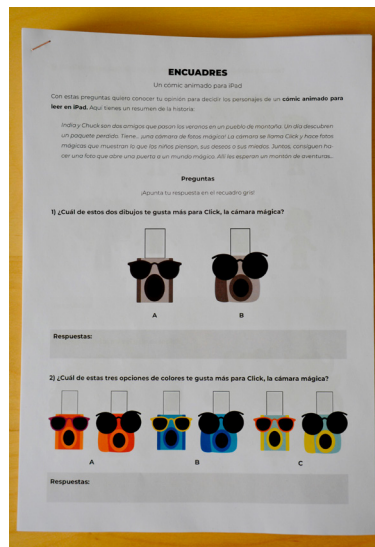 ENCUADRES
Un cómic animado para iPad
Con estas preguntas quiero conocer tu opinión para decidir los personajes de un cómic animado para
leer en iPad. Aquí tienes un resumen de la historia:
India y Chuck son dos amigos que pasan los veranos en un pueblo de montaña. Un día descubren
un paquete perdido. Tiene... ¡una cámara de fotos mágica! La cámara se llama Click y hace fotos
mágicas que muestran lo que los niños piensan, sus deseos o sus miedos. Juntos, consiguen ha-
cer una foto que abre una puerta a un mundo mágico. Allí les esperan un montón de aventuras...
Preguntas
¡Apunta tu respuesta en el recuadro gris!
1) ¿Cuál de estos dos dibujos te gusta más para Click, la cámara mágica?
A B
Respuestas:
2) ¿Cuál de estas tres opciones de colores te gusta más para Click, la cámara mágica?
A B C
Respuestas: